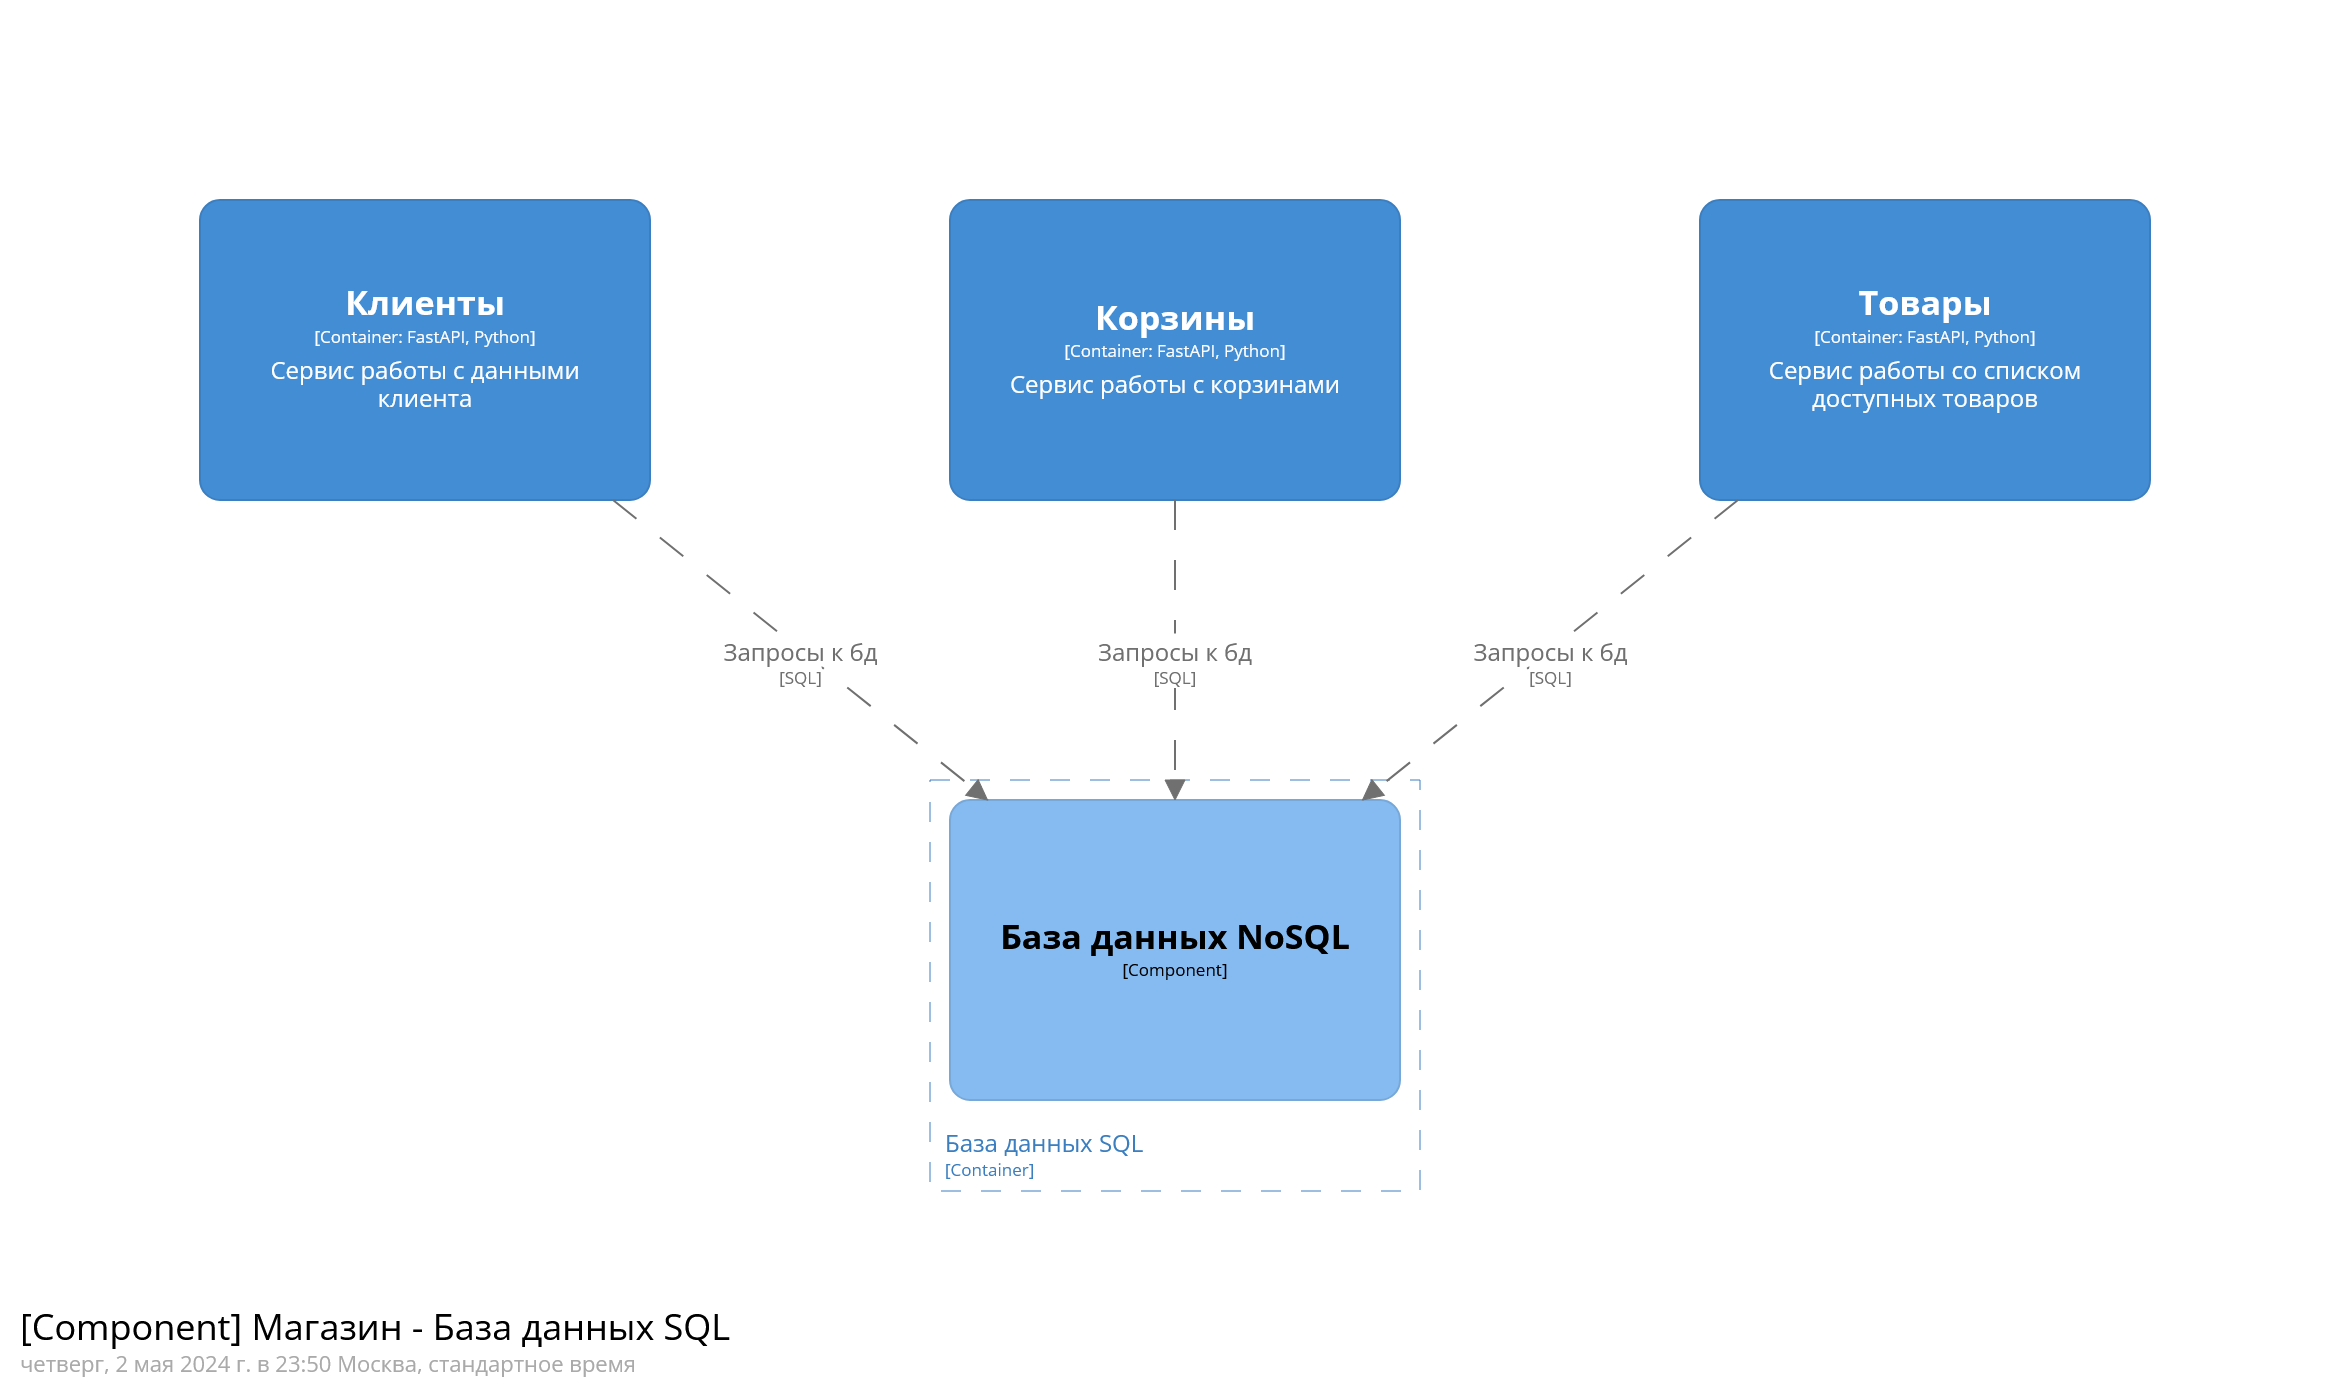 Клиенты
[Container: FastAPI, Python]
Сервис работы с данными
клиента
Корзины
[Container: FastAPI, Python]
Сервис работы с корзинами
Товары
[Container: FastAPI, Python]
Сервис работы со списком
доступных товаров
Запросы к бд
[SQL]
Запросы к бд
[SQL]
Запросы к бд
[SQL]
База данных NoSQL
[Component]
База данных SQL
[Container]
[Component] Магазин - База данных SQL
четверг, 2 мая 2024 г. в 23:50 Москва, стандартное время